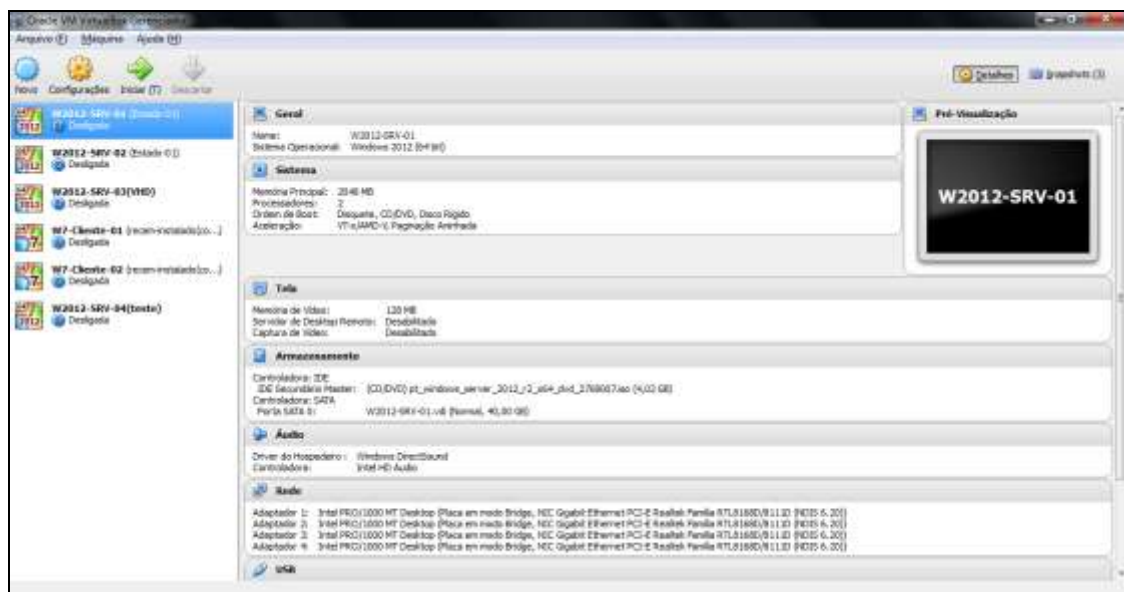 Oracle VM VirtualBox Gerenciador
Arquivo (F) Máquina Ajuda (H)
Novo Configurações Iniciar (T) Descartar
Detalhes Snapshots (3)
W2012-SRV-01 (Estado 01)
Desligada
W2012-SRV-02 (Estado 01)
Desligada
W2012-SRV-03(VHD)
Desligada
W7-Cliente-01 (recem-instalado(co...)
Desligada
W7-Cliente-02 (recem-instalado(co...)
Desligada
W2012-SRV-04(teste)
Desligada
Geral
Nome: W2012-SRV-01
Sistema Operacional: Windows 2012 (64 bit)
Sistema
Memória Principal: 2048 MB
Processadores: 2
Ordem de Boot: Disquete, CD/DVD, Disco Rígido
Aceleração: VT-x/AMD-V, Paginação Aninhada
Pré-Visualização
W2012-SRV-01
Tela
Memória de Vídeo: 128 MB
Servidor de Desktop Remoto: Desabilitado
Captura de Vídeo: Desabilitado
Armazenamento
Controladora: IDE
IDE Secundário Master: [CD/DVD] pt_windows_server_2012_r2_x64_dvd_2708007.iso (4,02 GB)
Controladora: SATA
Porta SATA 0: W2012-SRV-01.vdi (Normal, 40,00 GB)
Áudio
Driver do Hospedeiro: Windows DirectSound
Controladora: Intel HD Audio
Rede
Adaptador 1: Intel PRO/1000 MT Desktop (Placa em modo Bridge, NIC Gigabit Ethernet PCI-E Realtek Família RTL8168D/8111D (NDIS 6.20))
Adaptador 2: Intel PRO/1000 MT Desktop (Placa em modo Bridge, NIC Gigabit Ethernet PCI-E Realtek Família RTL8168D/8111D (NDIS 6.20))
Adaptador 3: Intel PRO/1000 MT Desktop (Placa em modo Bridge, NIC Gigabit Ethernet PCI-E Realtek Família RTL8168D/8111D (NDIS 6.20))
Adaptador 4: Intel PRO/1000 MT Desktop (Placa em modo Bridge, NIC Gigabit Ethernet PCI-E Realtek Família RTL8168D/8111D (NDIS 6.20))
USB